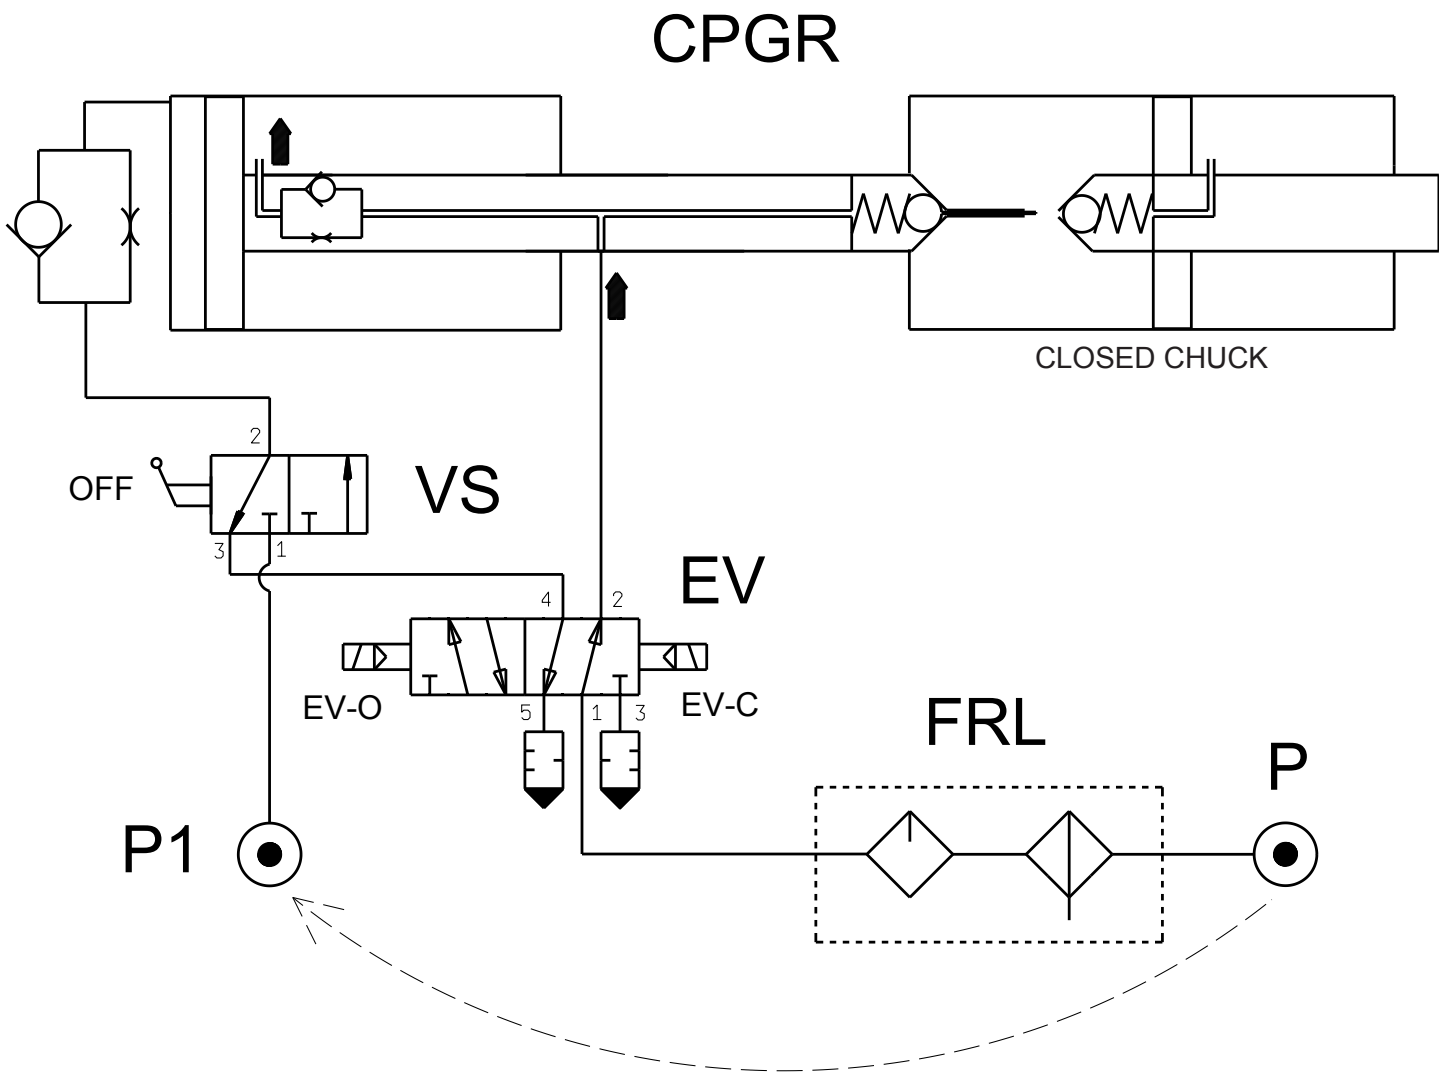 CPGR
CLOSED CHUCK
2
OFF
VS
3 1
EV
4 2
EV-O
EV-C
5 1 3
FRL
P
P1